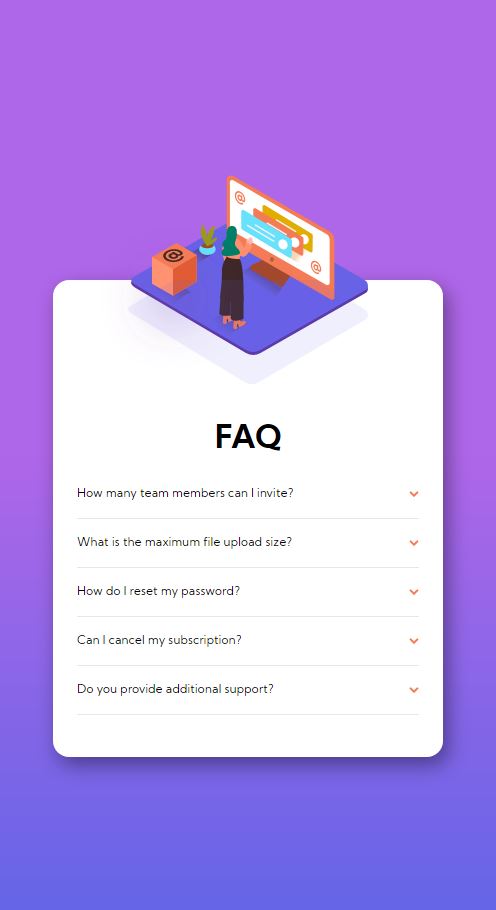 @
@
@
FAQ
How many team members can I invite?
What is the maximum file upload size?
How do I reset my password?
Can I cancel my subscription?
Do you provide additional support?